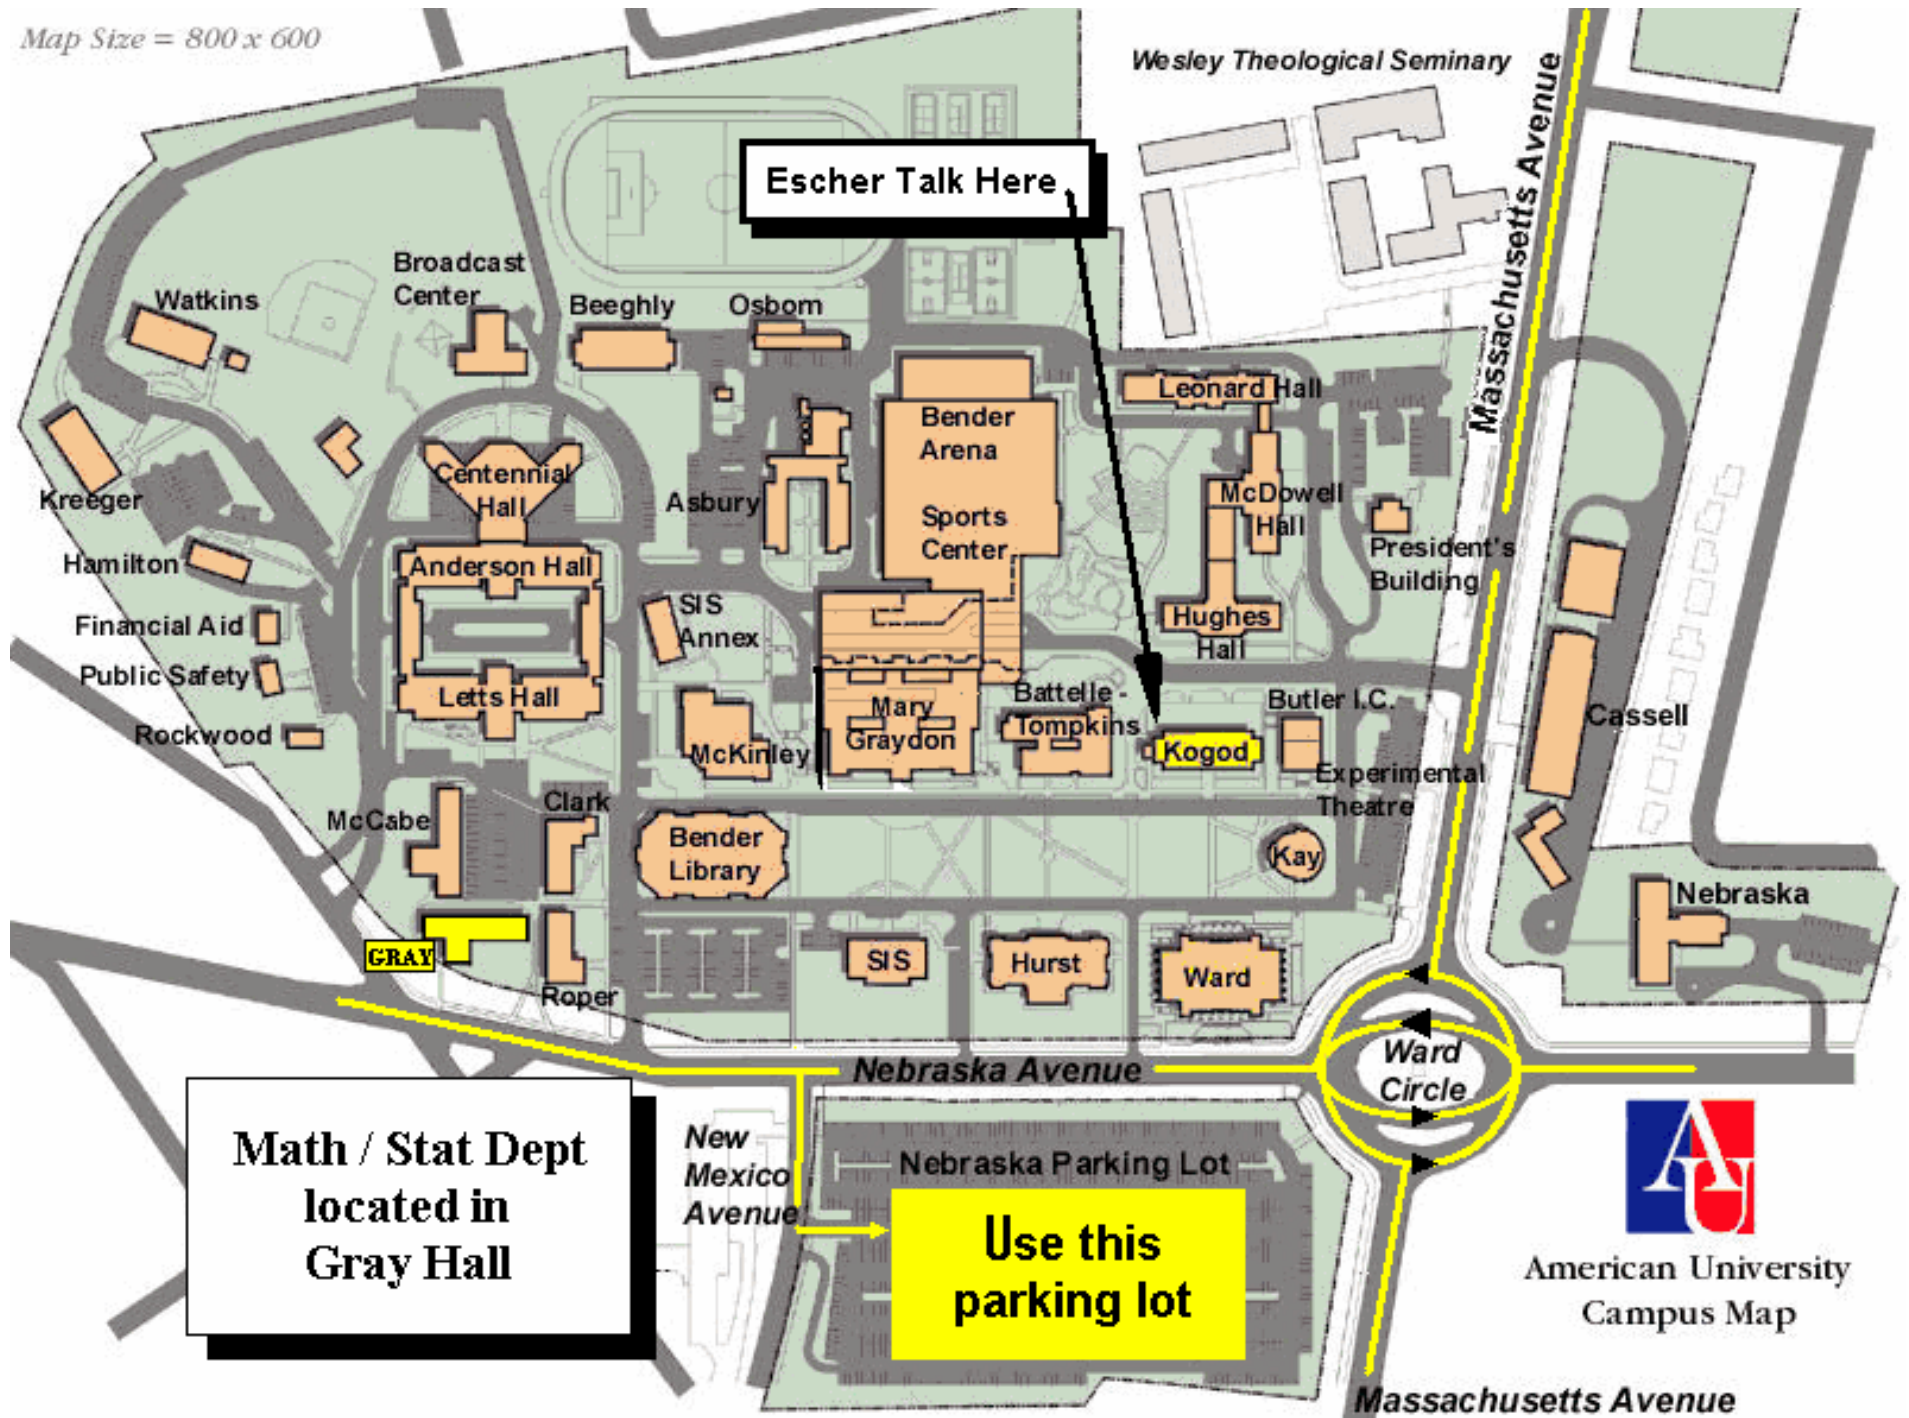 Map Size = 800 x 600
Wesley Theological Seminary
Massachusetts Avenue
Massachusetts Avenue
Escher Talk Here
Broadcast
Center
Watkins
Beeghly
Osborn
Leonard Hall
Bender
Arena
Sports
Center
Centennial
Hall
Kreeger
Asbury
McDowell
Hall
President's
Building
Hamilton
Anderson Hall
SIS
Annex
Hughes
Hall
Financial Aid
Public Safety
Letts Hall
Rockwood
Mary
Graydon
Battelle -
Tompkins
Butler I.C.
Cassell
McKinley
Kogod
Experimental
Theatre
McCabe
Clark
Bender
Library
Kay
Nebraska
GRAY
SIS
Hurst
Ward
Roper
Nebraska Avenue
Ward
Circle
Math / Stat Dept
located in
Gray Hall
New
Mexico
Avenue
Nebraska Parking Lot
Use this
parking lot
AU
American University
Campus Map
Massachusetts Avenue